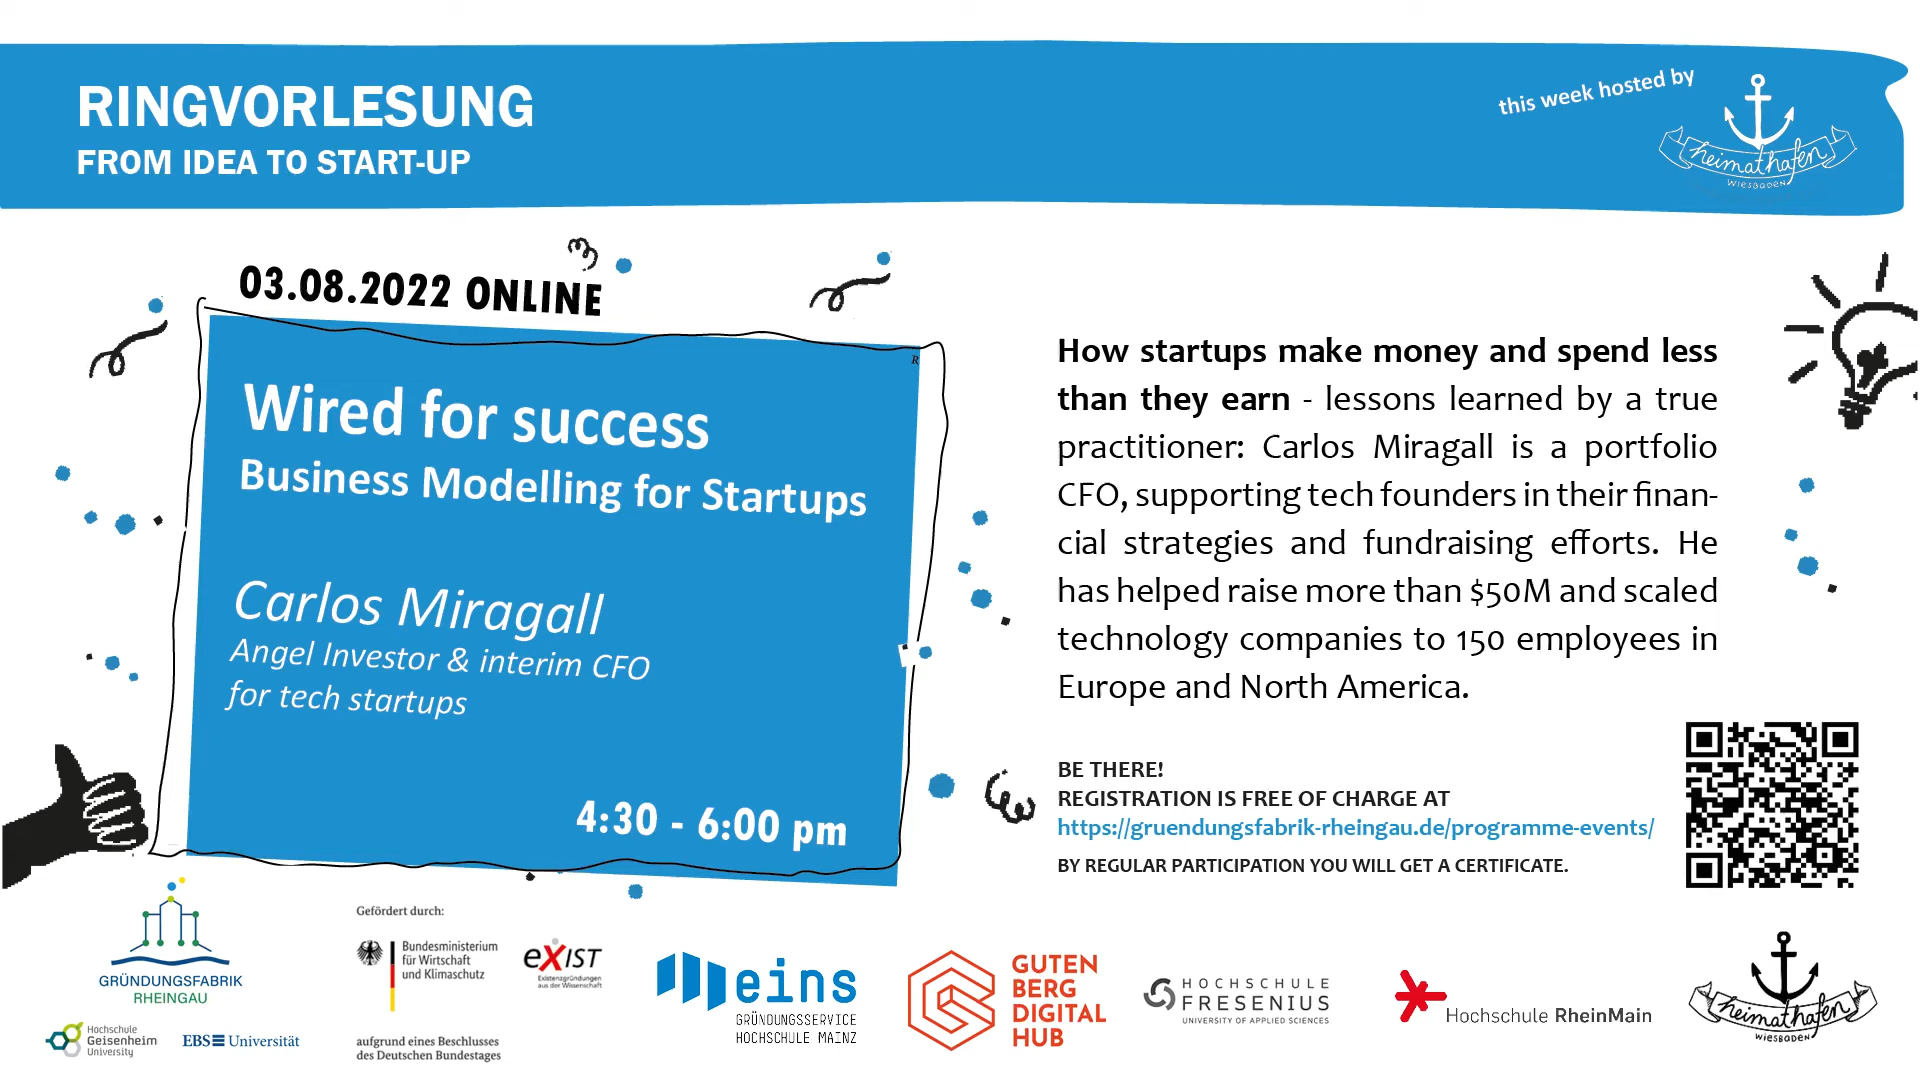 RINGVORLESUNG
FROM IDEA TO START-UP
this week hosted by
heimathafen
WIESBADEN
03.08.2022 ONLINE
R
Wired for success
Business Modelling for Startups
Carlos Miragall
Angel Investor & interim CFO
for tech startups
4:30 - 6:00 pm
How startups make money and spend less
than they earn - lessons learned by a true
practitioner: Carlos Miragall is a portfolio
CFO, supporting tech founders in their finan-
cial strategies and fundraising efforts. He
has helped raise more than $50M and scaled
technology companies to 150 employees in
Europe and North America.
BE THERE!
REGISTRATION IS FREE OF CHARGE AT
https://gruendungsfabrik-rheingau.de/programme-events/
BY REGULAR PARTICIPATION YOU WILL GET A CERTIFICATE.
GRÜNDUNGSFABRIK
RHEINGAU
Hochschule
Geisenheim
University
EBS Universität
Gefördert durch:
Bundesministerium
für Wirtschaft
und Klimaschutz
eXIST
Existenzgründungen
aus der Wissenschaft
aufgrund eines Beschlusses
des Deutschen Bundestages
eins
GRÜNDUNGSSERVICE
HOCHSCHULE MAINZ
GUTEN
BERG
DIGITAL
HUB
HOCHSCHULE
FRESENIUS
UNIVERSITY OF APPLIED SCIENCES
Hochschule RheinMain
heimathafen
WIESBADEN